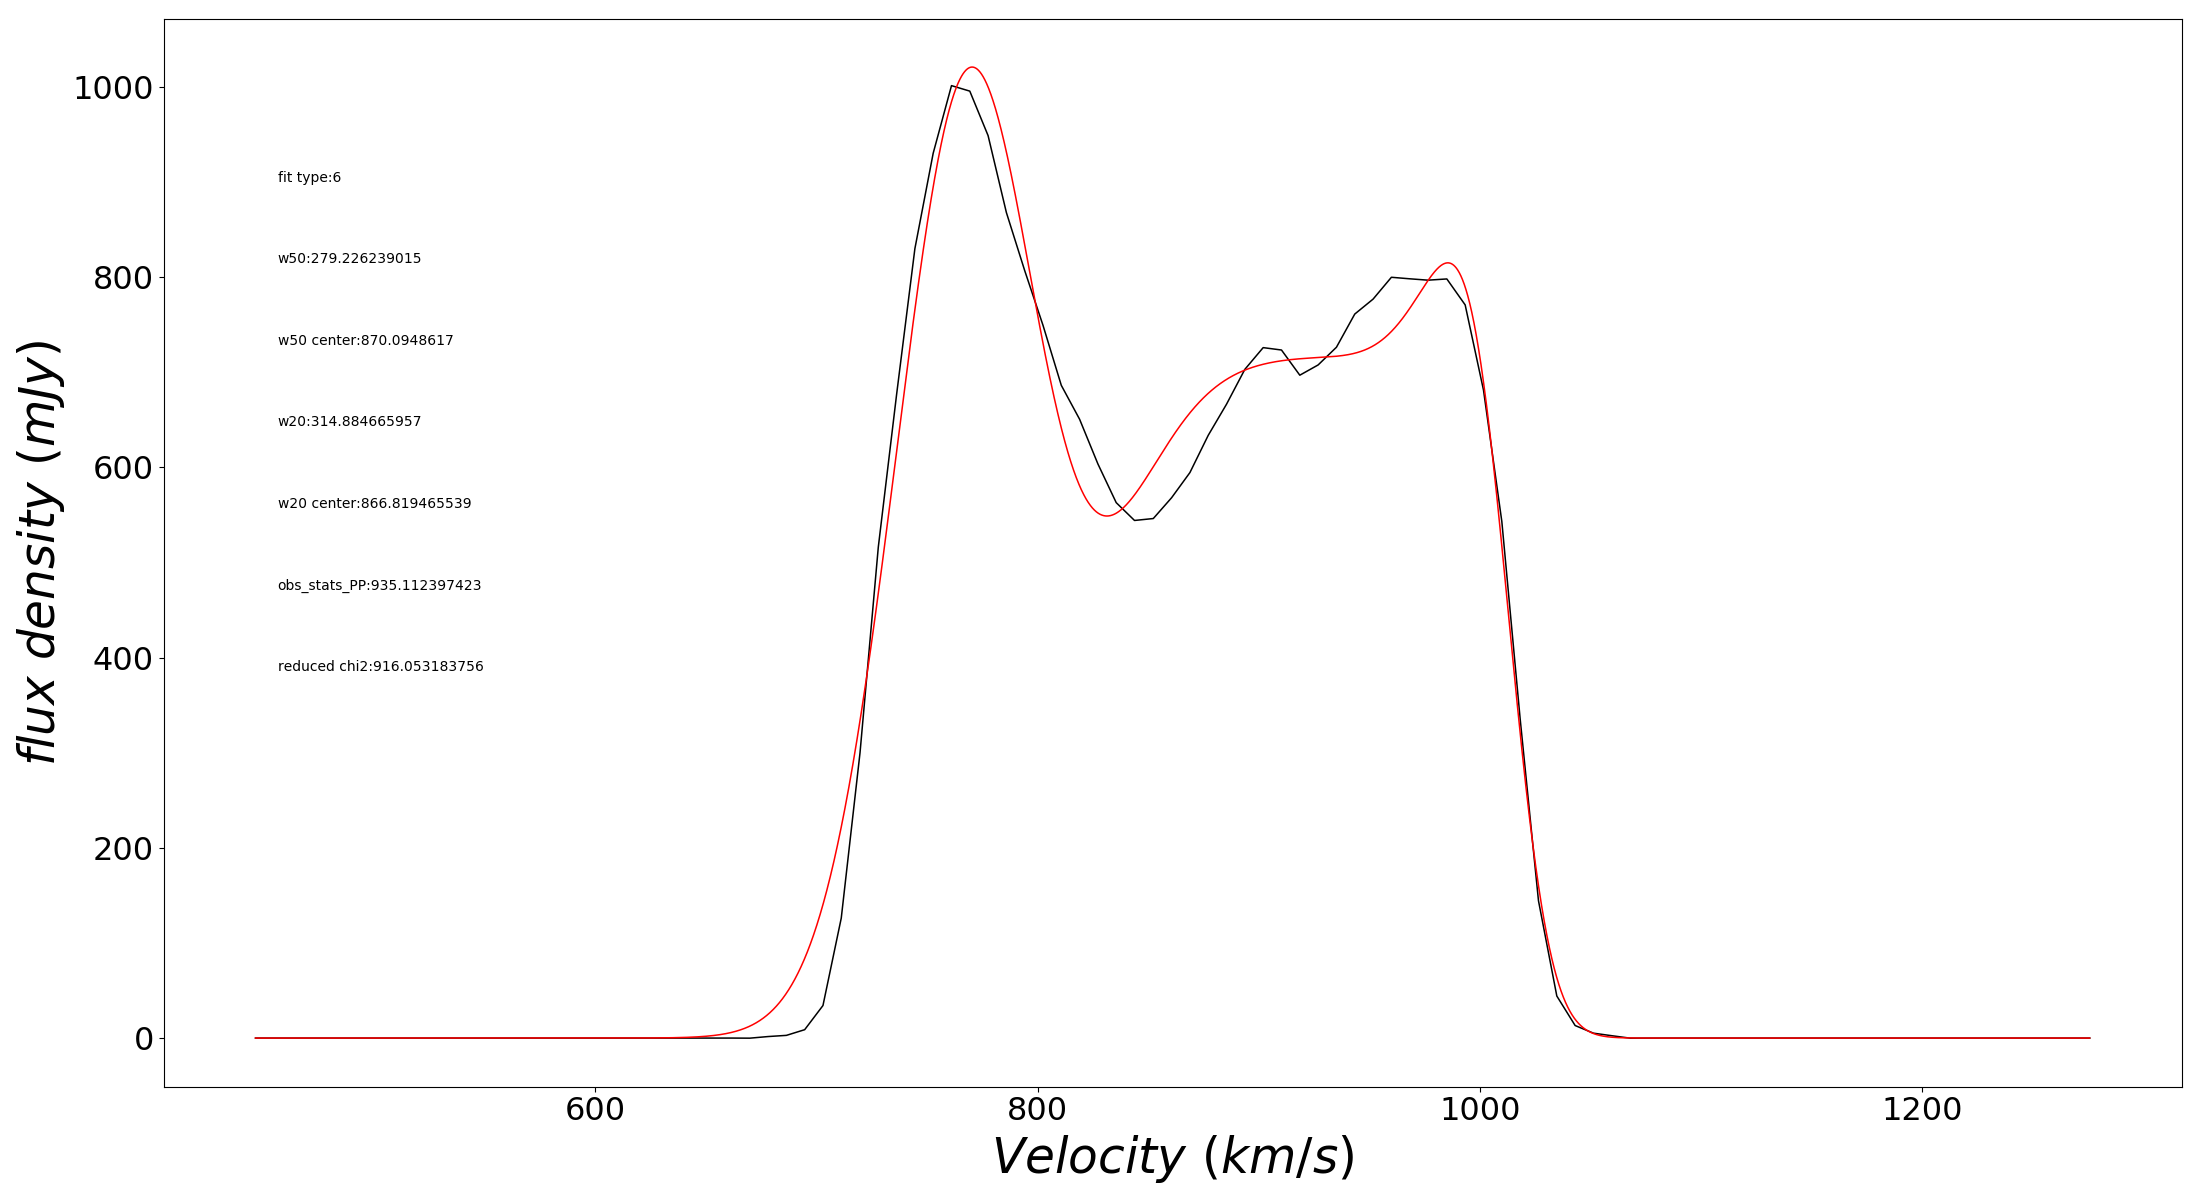 1000
800
600
400
200
0
flux density (mJy)
fit type:6
w50:279.226239015
w50 center:870.0948617
w20:314.884665957
w20 center:866.819465539
obs_stats_PP:935.112397423
reduced chi2:916.053183756
600 800 1000 1200
Velocity (km/s)